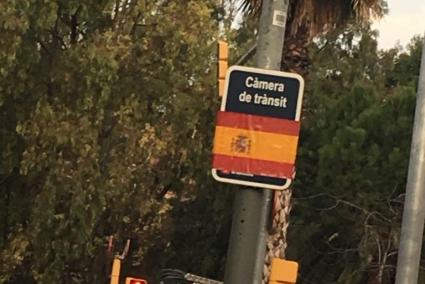 Càmera
de trànsit